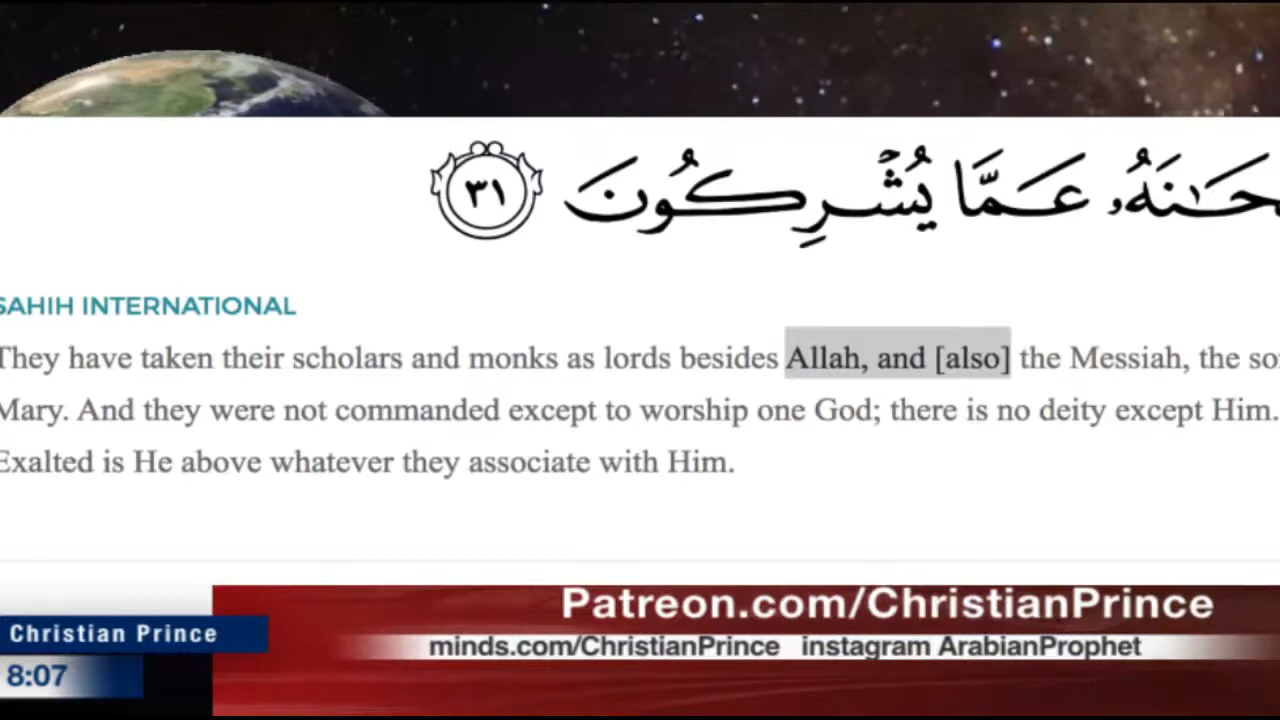 عَمَّا يُشْرِكُونَ ٣١
SAHIH INTERNATIONAL
They have taken their scholars and monks as lords besides Allah, and [also] the Messiah, the
Mary. And they were not commanded except to worship one God; there is no deity except Him.
Exalted is He above whatever they associate with Him.
Patreon.com/ChristianPrince
Christian Prince
minds.com/ChristianPrince instagram ArabianProphet
8:07